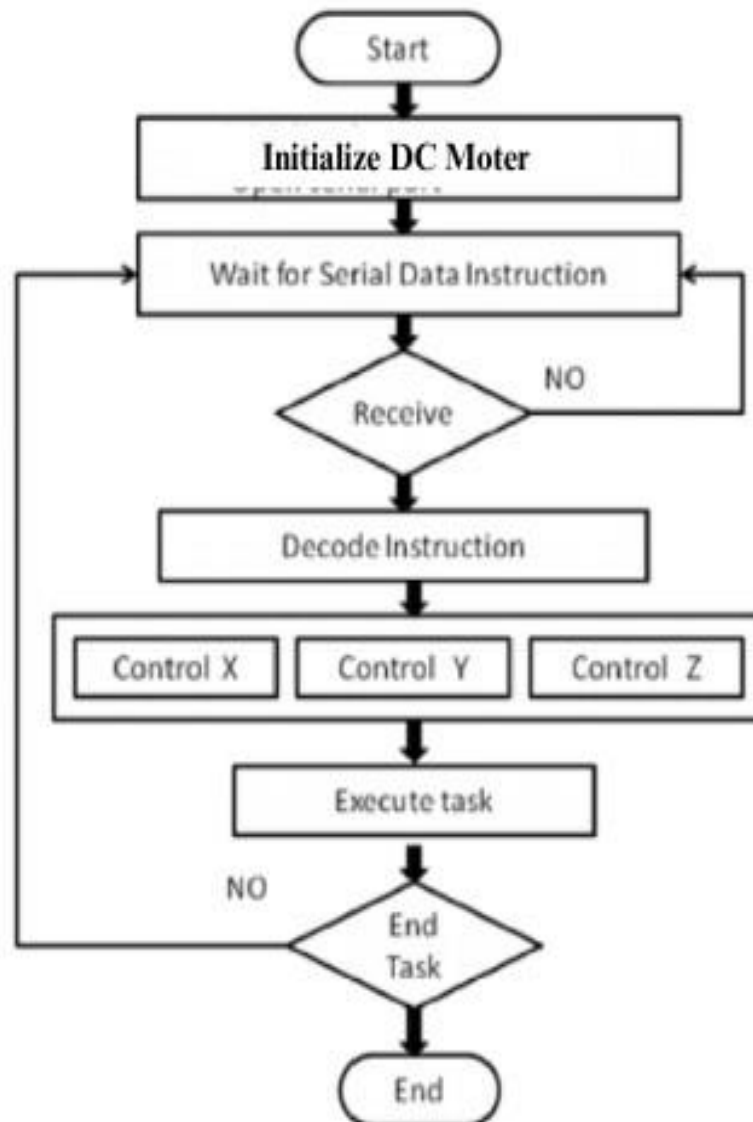 Start
Initialize DC Moter
Wait for Serial Data Instruction
NO
Receive
Decode Instruction
Control X Control Y Control Z
Execute task
NO
End
Task
End